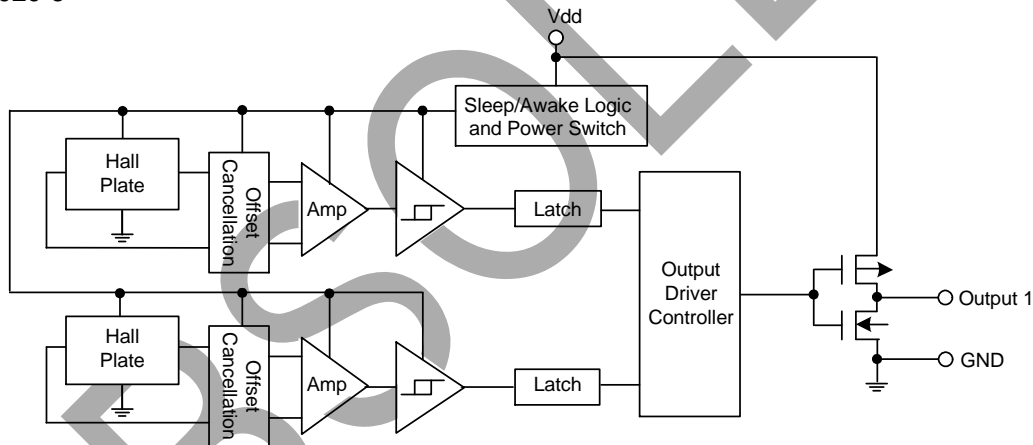 Vdd
Sleep/Awake Logic
and Power Switch
Hall
Plate
Offset
Cancellation
Amp
Latch
Output
Driver
Controller
Output 1
GND
Hall
Plate
Offset
Cancellation
Amp
Latch